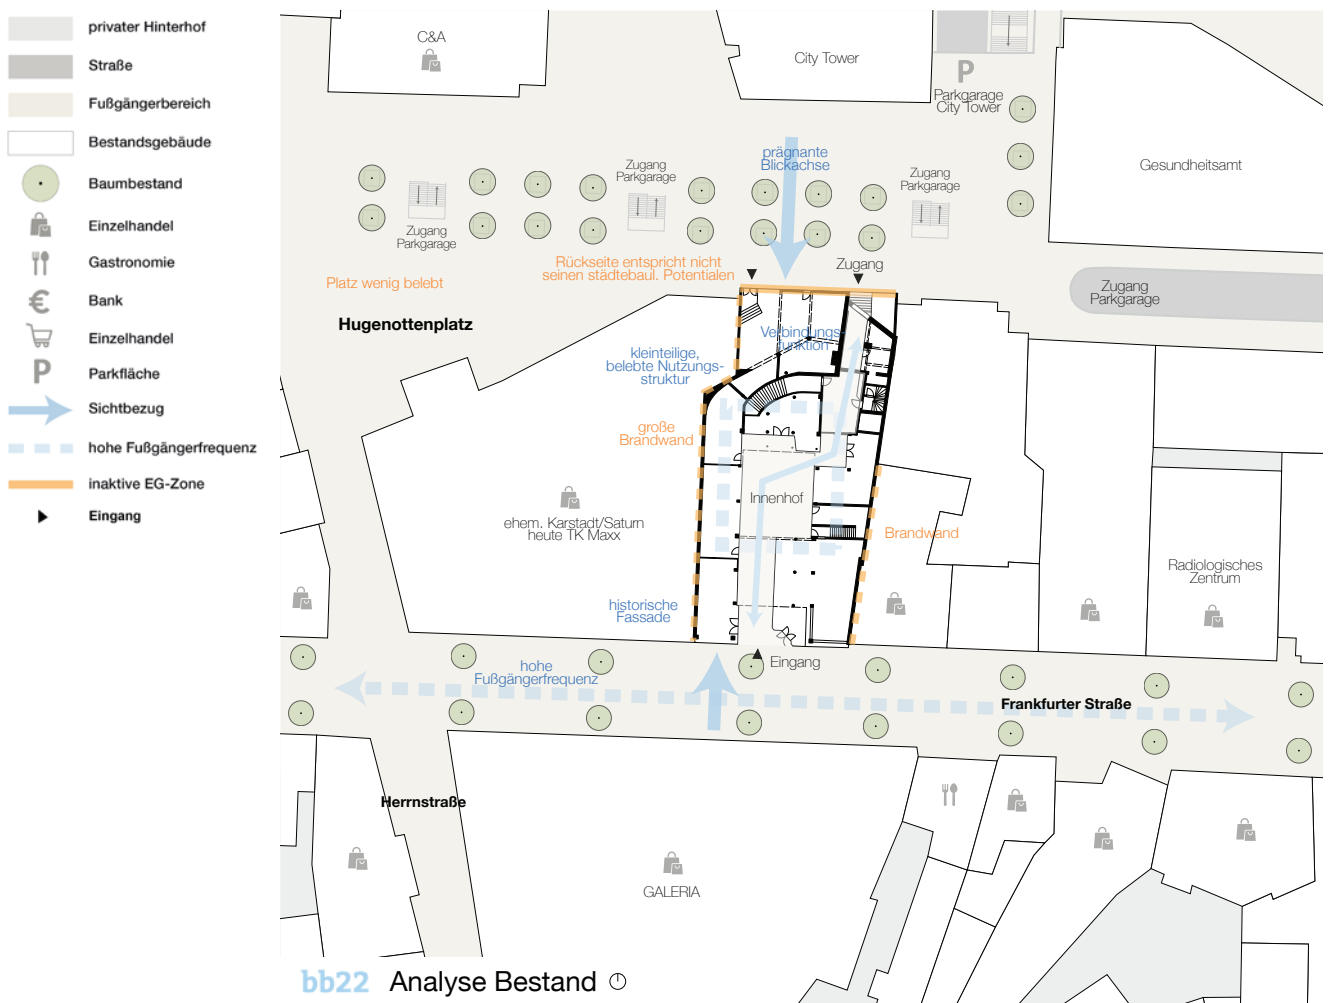 privater Hinterhof
Straße
Fußgängerbereich
Bestandsgebäude
Baumbestand
Einzelhandel
Gastronomie
€ Bank
Einzelhandel
P Parkfläche
Sichtbezug
hohe Fußgängerfrequenz
inaktive EG-Zone
Eingang
C&A
City Tower
P
Parkgarage
City Tower
Gesundheitsamt
prägnante
Blickachse
Zugang
Parkgarage
Zugang
Parkgarage
Zugang
Parkgarage
Rückseite entspricht nicht
seinen städtebaul. Potentialen
Zugang
Platz wenig belebt
Zugang
Parkgarage
Hugenottenplatz
Verbindungs-
funktion
kleinteilige,
belebte Nutzungs-
struktur
große
Brandwand
Innenhof
ehem. Karstadt/Saturn
heute TK Maxx
Brandwand
Radiologisches
Zentrum
historische
Fassade
Eingang
hohe
Fußgängerfrequenz
Frankfurter Straße
Herrnstraße
GALERIA
bb22 Analyse Bestand